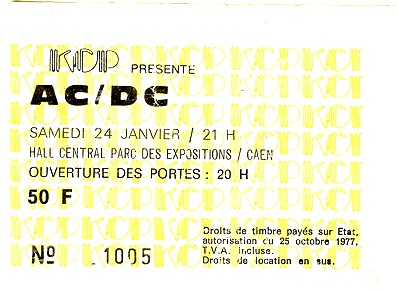 KCP PRESENTE
AC/DC
SAMEDI 24 JANVIER / 21 H
HALL CENTRAL PARC DES EXPOSITIONS / CAEN
OUVERTURE DES PORTES: 20 H
50 F
Droits de timbre payés sur Etat,
autorisation du 25 octobre 1977,
T.V.A. incluse.
Droits de location en sus.
Nº 1005